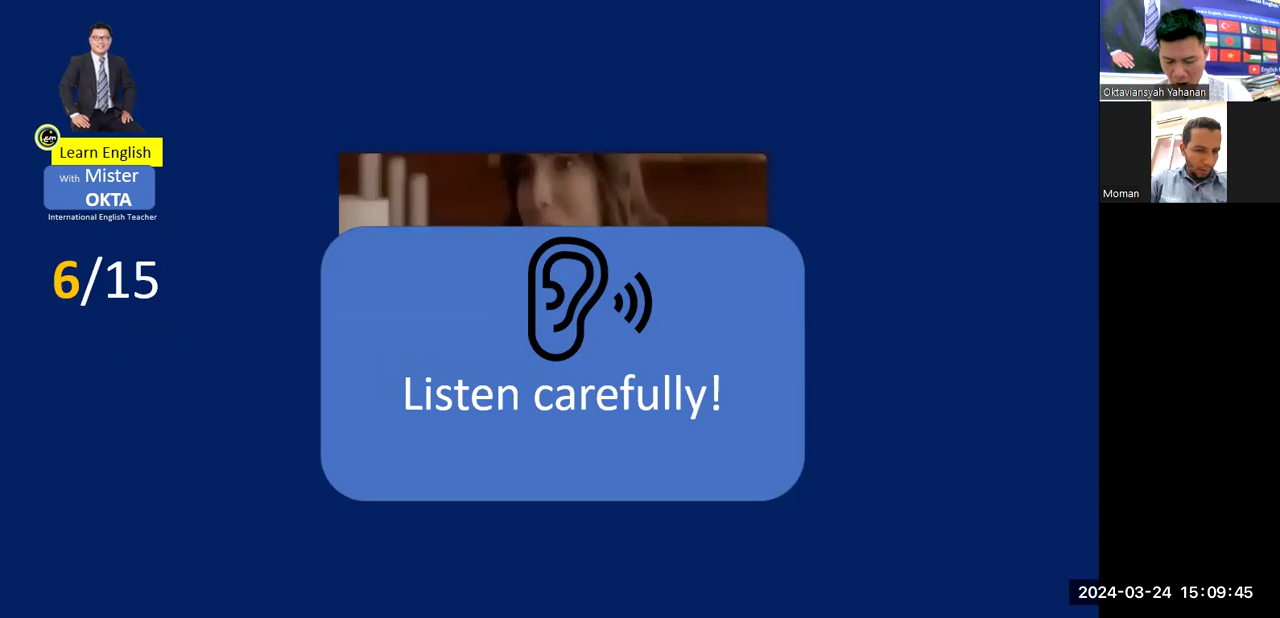 Learn English
With Mister
OKTA
International English Teacher
6/15
Listen carefully!
Oktaviansyah Yahanan
Moman
2024-03-24 15:09:45